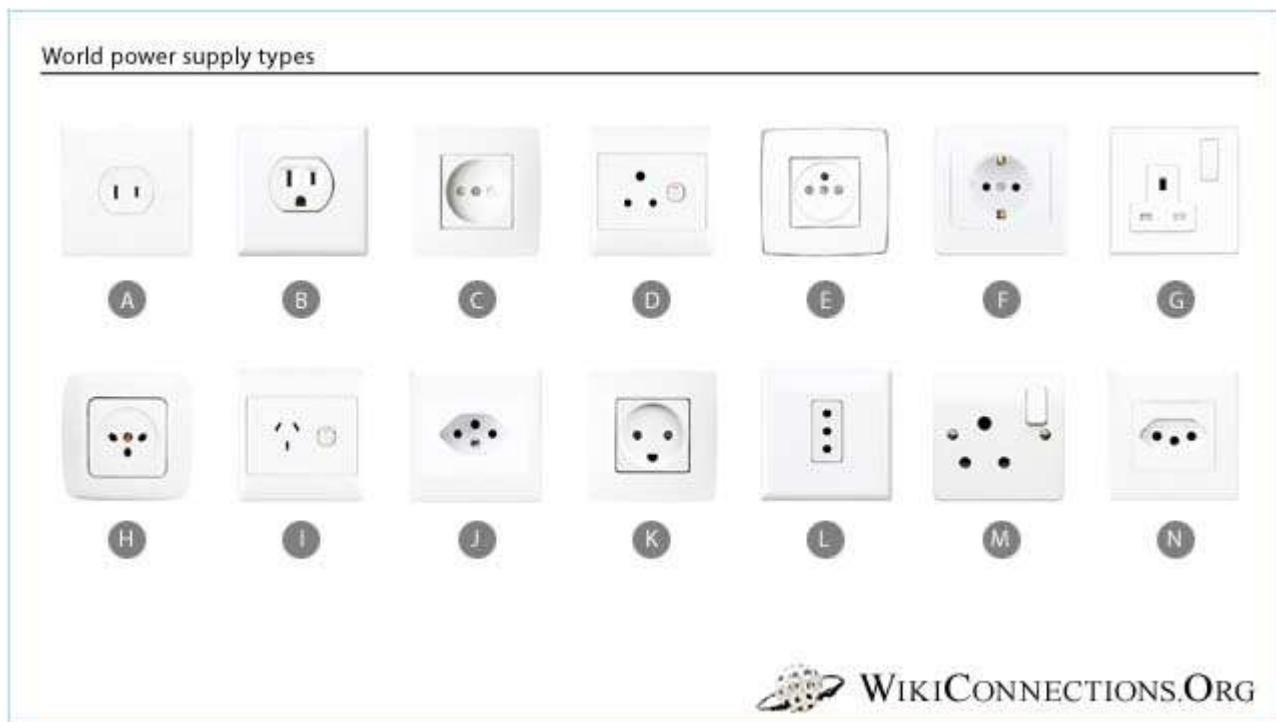 World power supply types
A B C D E F G
H I J K L M N
WIKICONNECTIONS.ORG